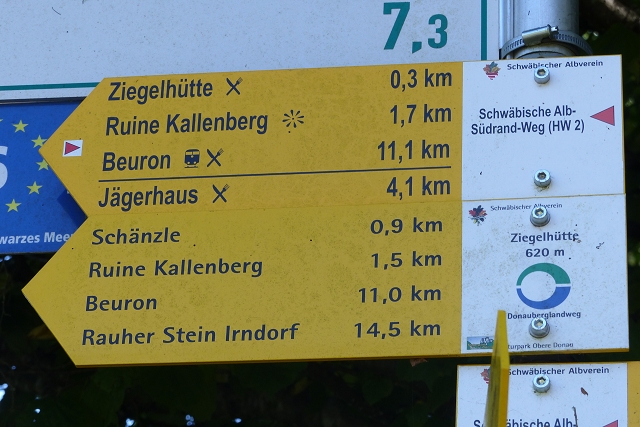 7,3
S
warzes Mee
Ziegelhütte 0,3 km
Ruine Kallenberg 1,7 km
Beuron 11,1 km
Jägerhaus 4,1 km
Schwäbischer Albverein
Schwäbische Alb-
Südrand-Weg (HW 2)
Schänzle 0,9 km
Ruine Kallenberg 1,5 km
Beuron 11,0 km
Rauher Stein Irndorf 14,5 km
Schwäbischer Albverein
Ziegelhütte
620 m
Donauberglandweg
turpark Obere Donau
Schwäbischer Albverein
Schwäbische Alb-